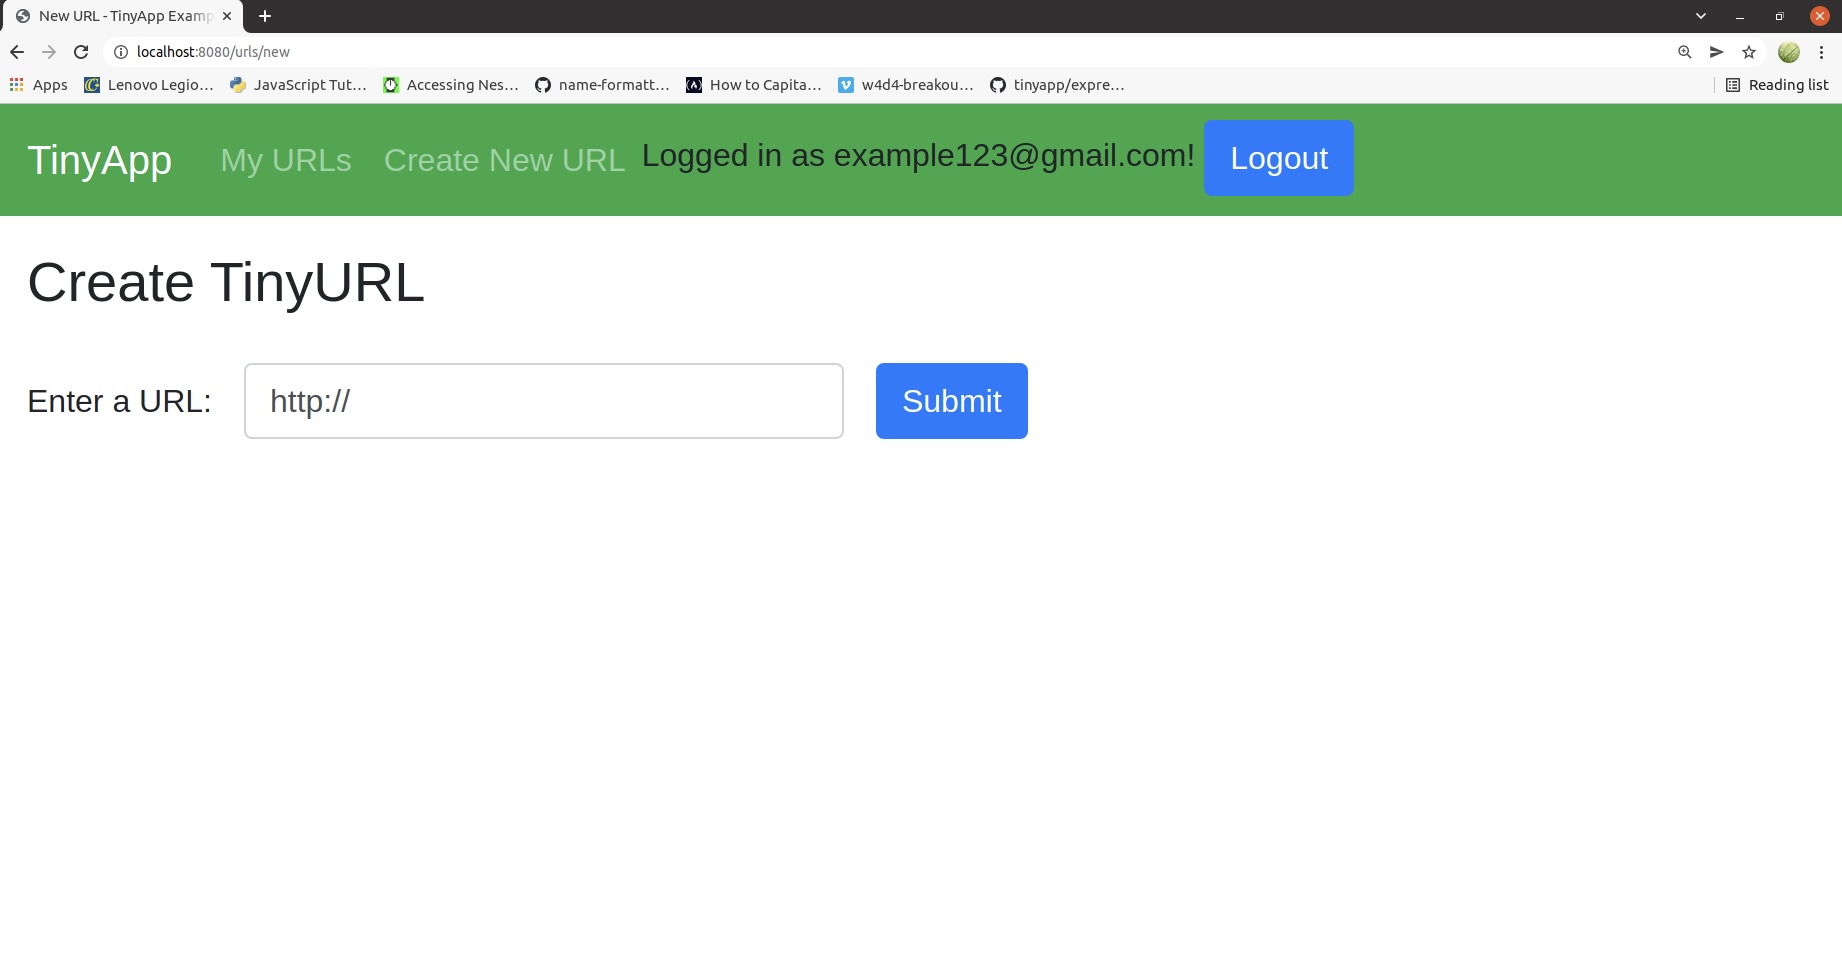 New URL - TinyApp Examp
localhost:8080/urls/new
Apps Lenovo Legio... JavaScript Tut... Accessing Nes... name-formatt... How to Capita... w4d4-breakou... tinyapp/expre... Reading list
TinyApp My URLs Create New URL Logged in as example123@gmail.com! Logout
Create TinyURL
Enter a URL: http:// Submit